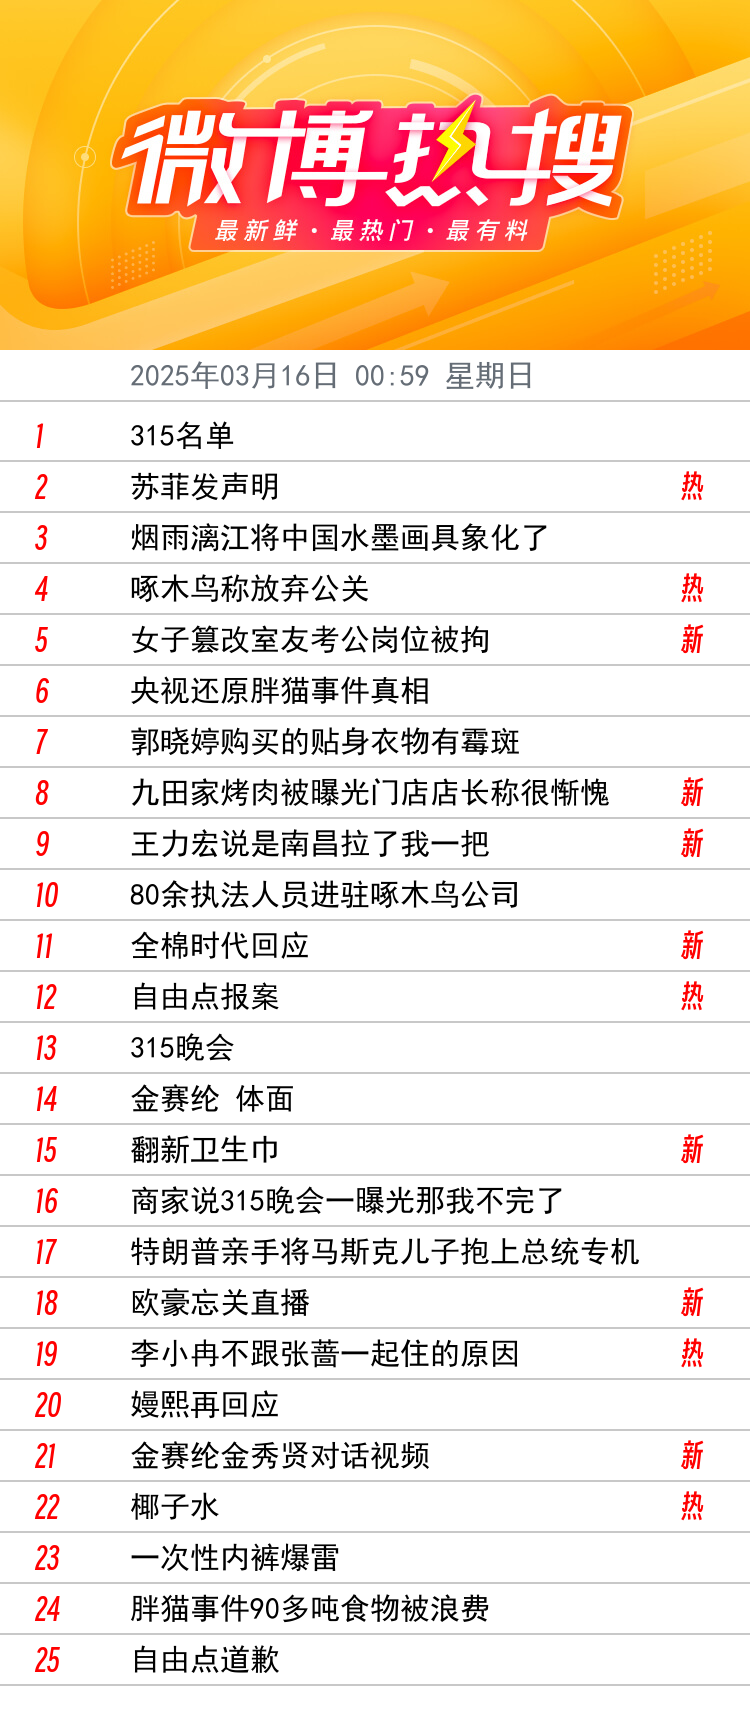 微博热搜
最新鲜·最热门·最有料
2025年03月16日 00:59 星期日
1 315名单
2 苏菲发声明 热
3 烟雨漓江将中国水墨画具象化了
4 啄木鸟称放弃公关 热
5 女子篡改室友考公岗位被拘 新
6 央视还原胖猫事件真相
7 郭晓婷购买的贴身衣物有霉斑
8 九田家烤肉被曝光门店店长称很惭愧 新
9 王力宏说是南昌拉了我一把 新
10 80余执法人员进驻啄木鸟公司
11 全棉时代回应 新
12 自由点报案 热
13 315晚会
14 金赛纶 体面
15 翻新卫生巾 新
16 商家说315晚会一曝光那我不完了
17 特朗普亲手将马斯克儿子抱上总统专机
18 欧豪忘关直播 新
19 李小冉不跟张蔷一起住的原因 热
20 嫚熙再回应
21 金赛纶金秀贤对话视频 新
22 椰子水 热
23 一次性内裤爆雷
24 胖猫事件90多吨食物被浪费
25 自由点道歉